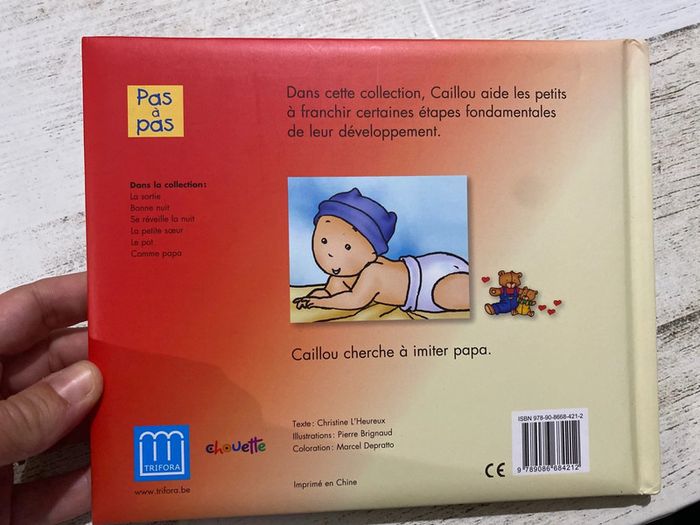 Pas
à
pas
Dans cette collection, Caillou aide les petits
à franchir certaines étapes fondamentales
de leur développement.
Dans la collection:
La sortie
Bonne nuit
Se réveille la nuit
La petite sœur
Le pot
Comme papa
Caillou cherche à imiter papa.
TRIFORA
www.trifora.be
chouette
Texte: Christine L'Heureux
Illustrations: Pierre Brignaud
Coloration: Marcel Depratto
Imprimé en Chine
CE
ISBN 978-90-8668-421-2
9 789086 684212